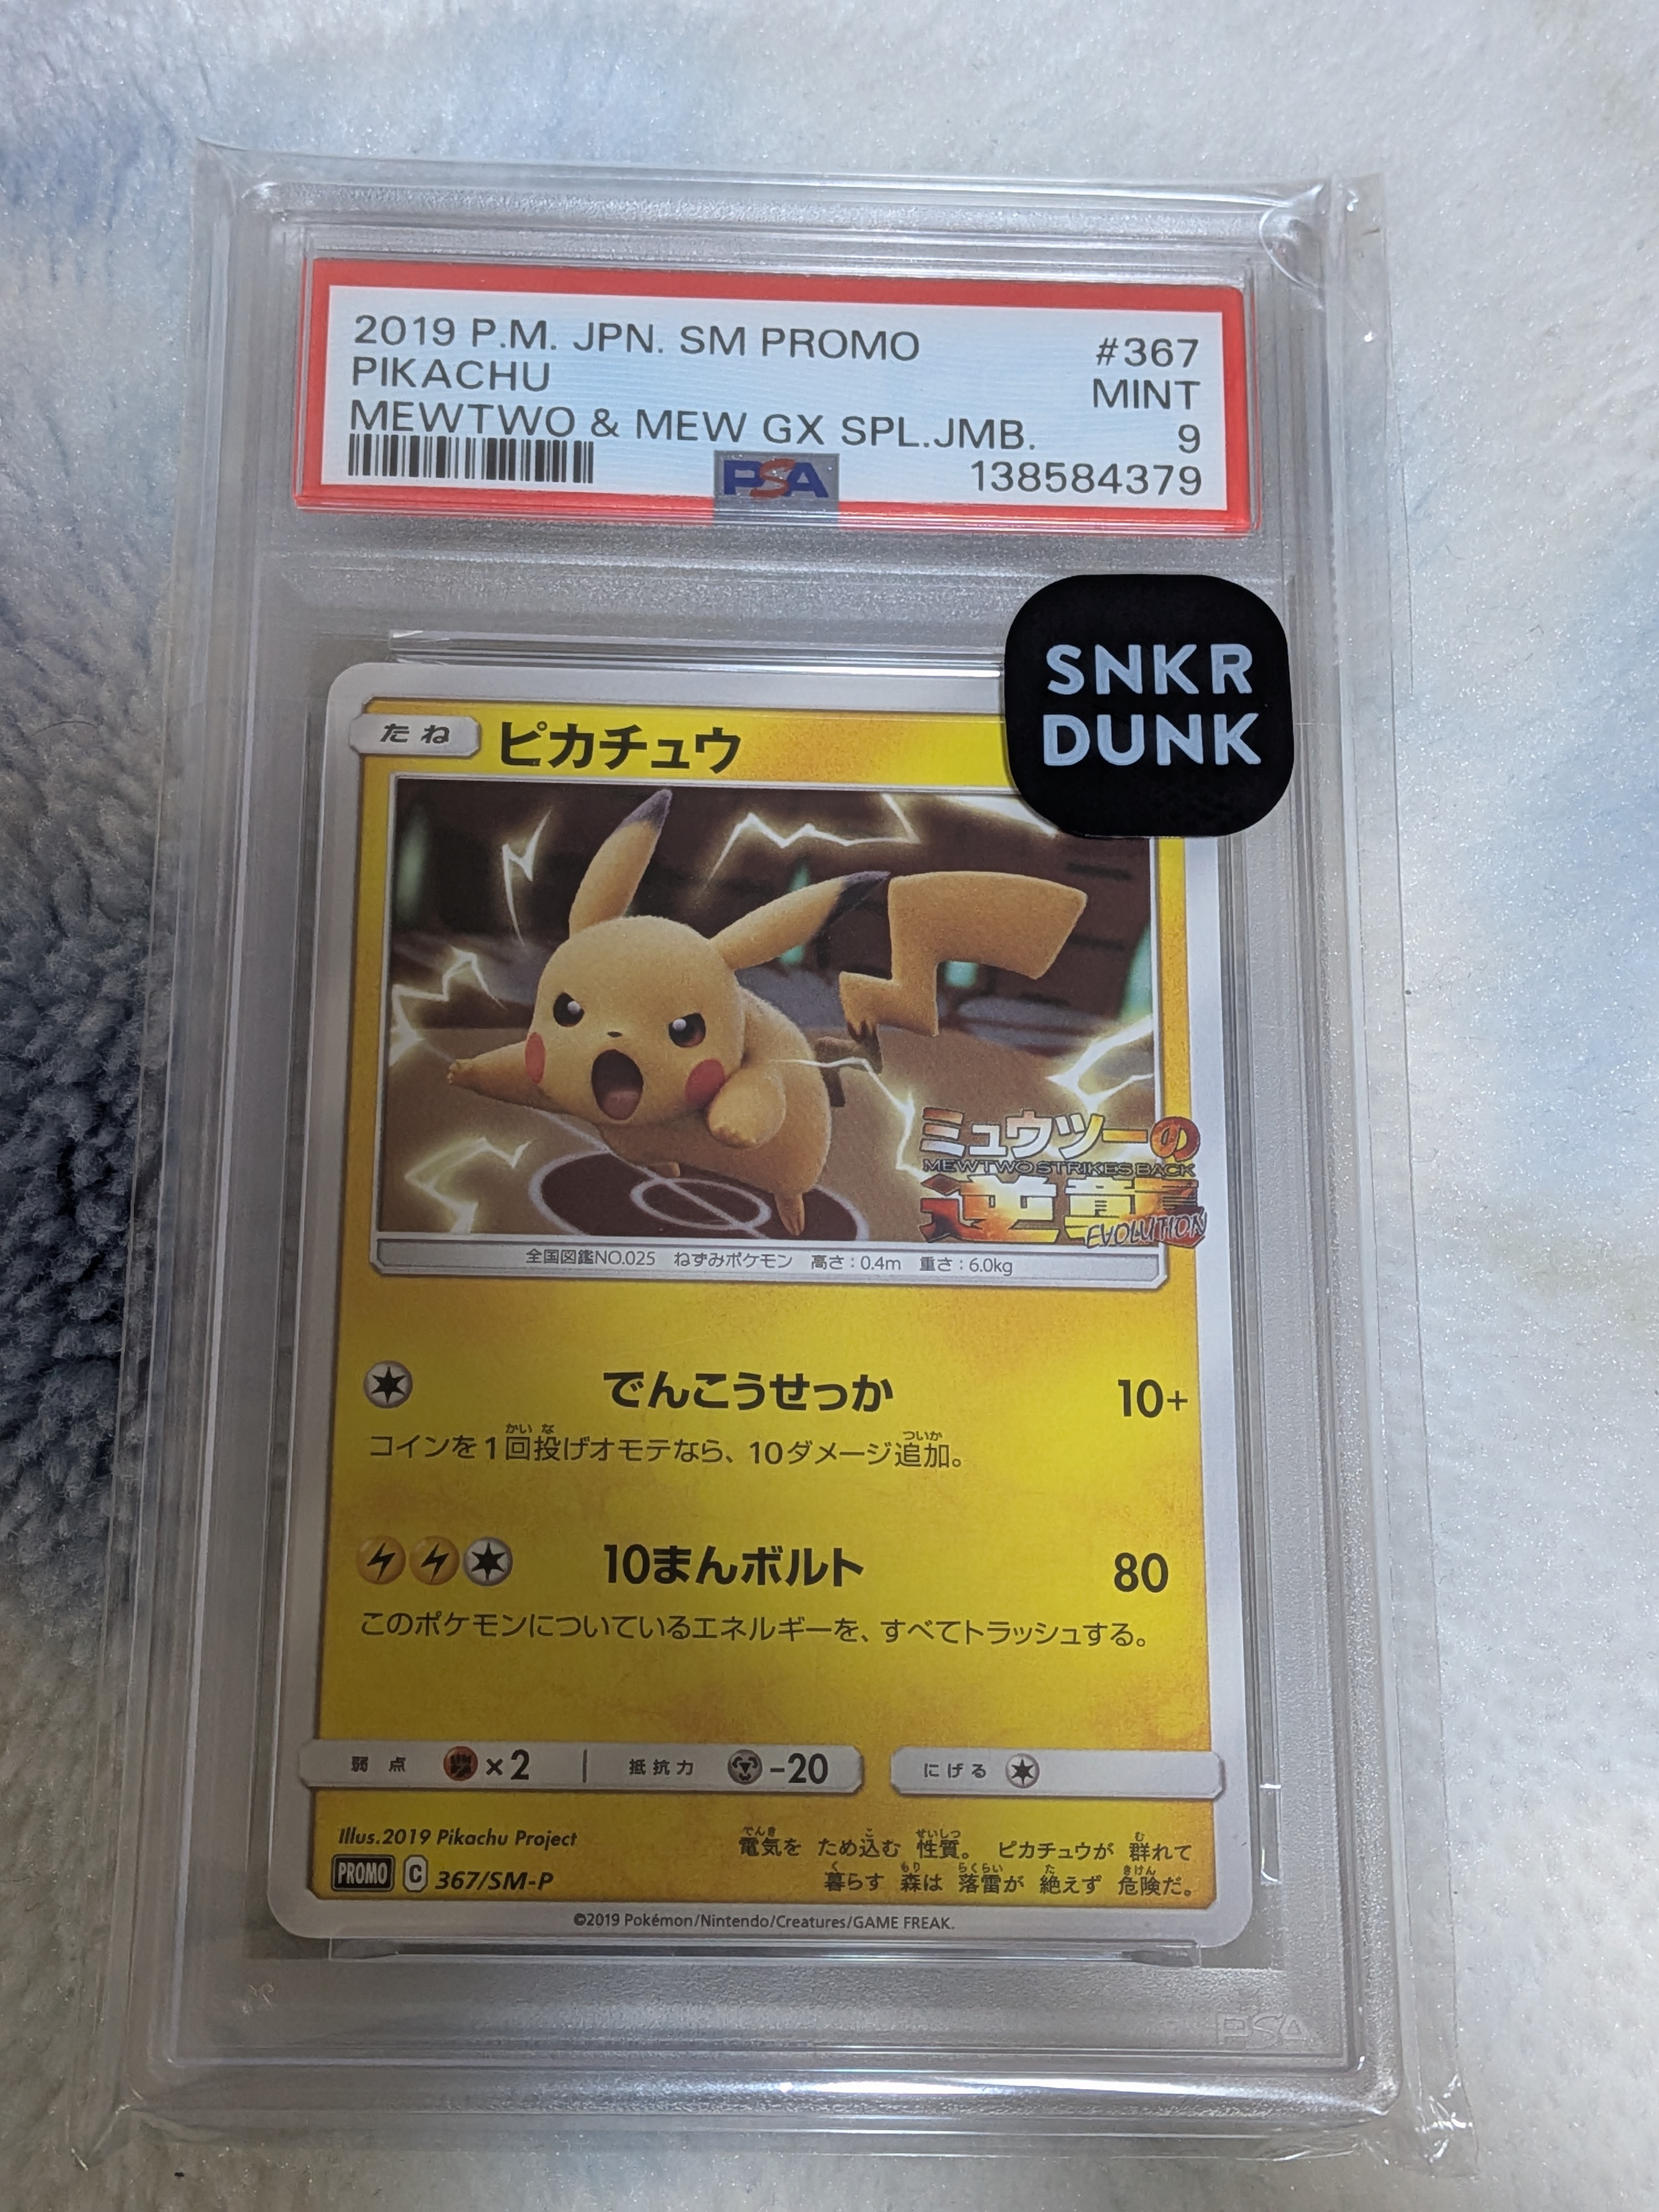 2019 P.M. JPN. SM PROMO #367
PIKACHU MINT
MEWTWO & MEW GX SPL.JMB. 9
PSA 138584379
SNKR
DUNK
たね ピカチュウ
ミュウツーの
MEWTWO STRIKES BACK
逆襲
EVOLUTION
全国図鑑NO.025 ねずみポケモン 高さ:0.4m 重さ:6.0kg
でんこうせっか 10+
コインを1回投げオモテなら、10ダメージ追加。
10まんボルト 80
このポケモンについているエネルギーを、すべてトラッシュする。
弱点 ×2 抵抗力 -20 にげる
Illus.2019 Pikachu Project
PROMO C 367/SM-P
電気を ため込む 性質。 ピカチュウが 群れて
暮らす 森は 落雷が 絶えず 危険だ。
©2019 Pokémon/Nintendo/Creatures/GAME FREAK.
PSA